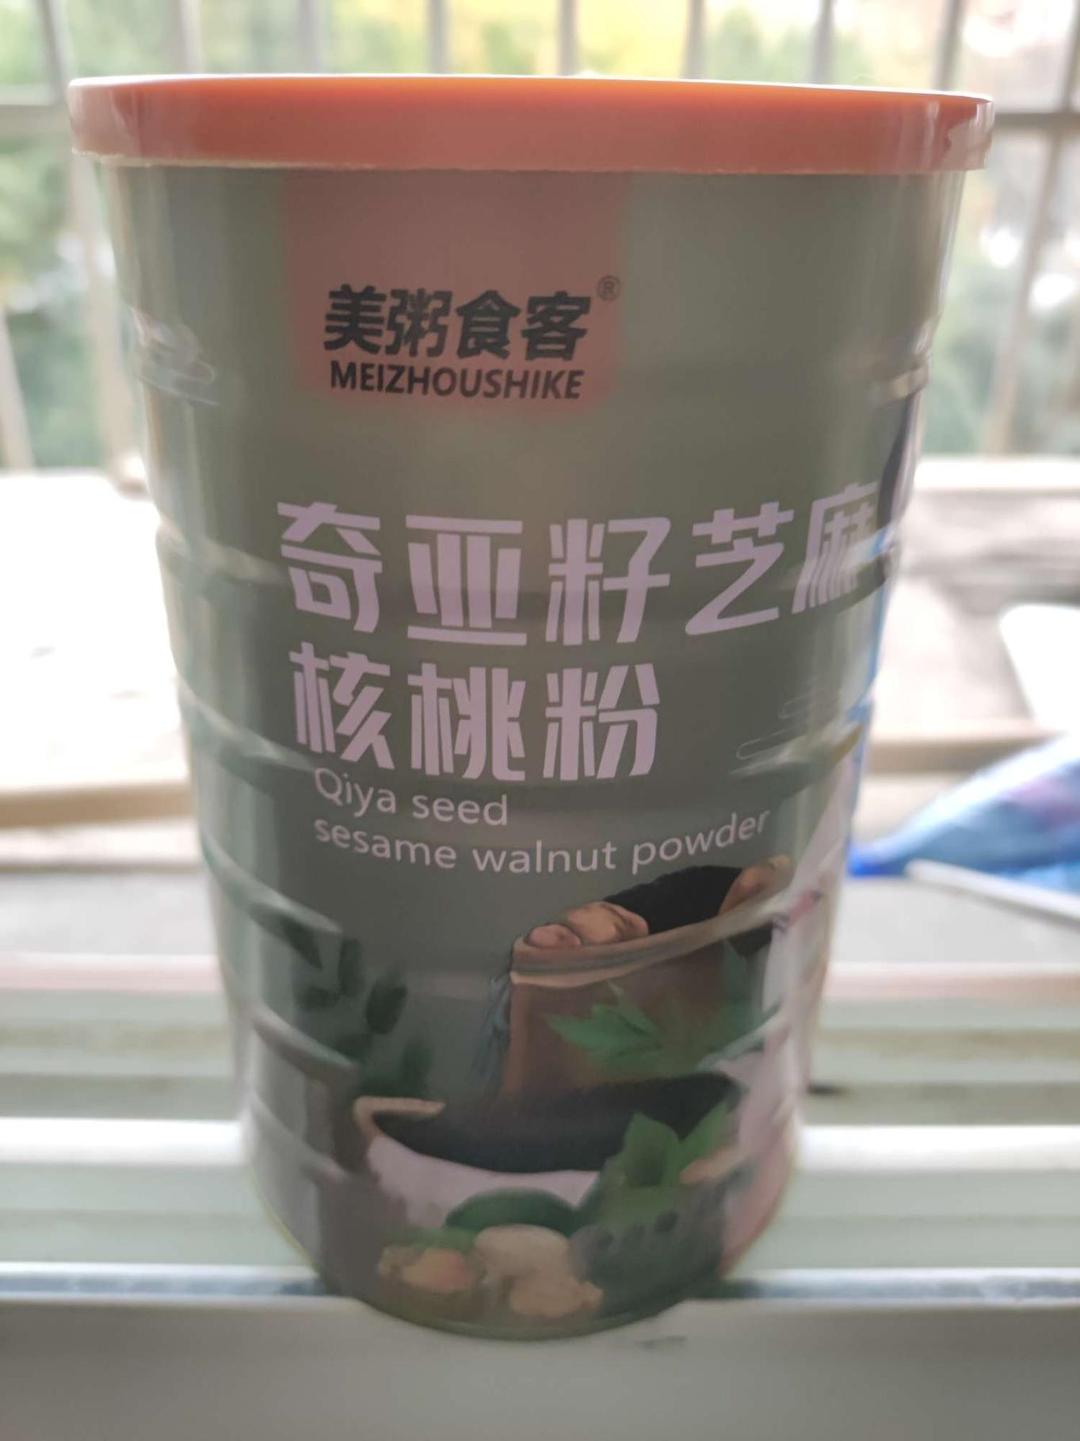 美粥食客®
MEIZHOUSHIKE
奇亚籽芝麻
核桃粉
Qiya seed
sesame walnut powder